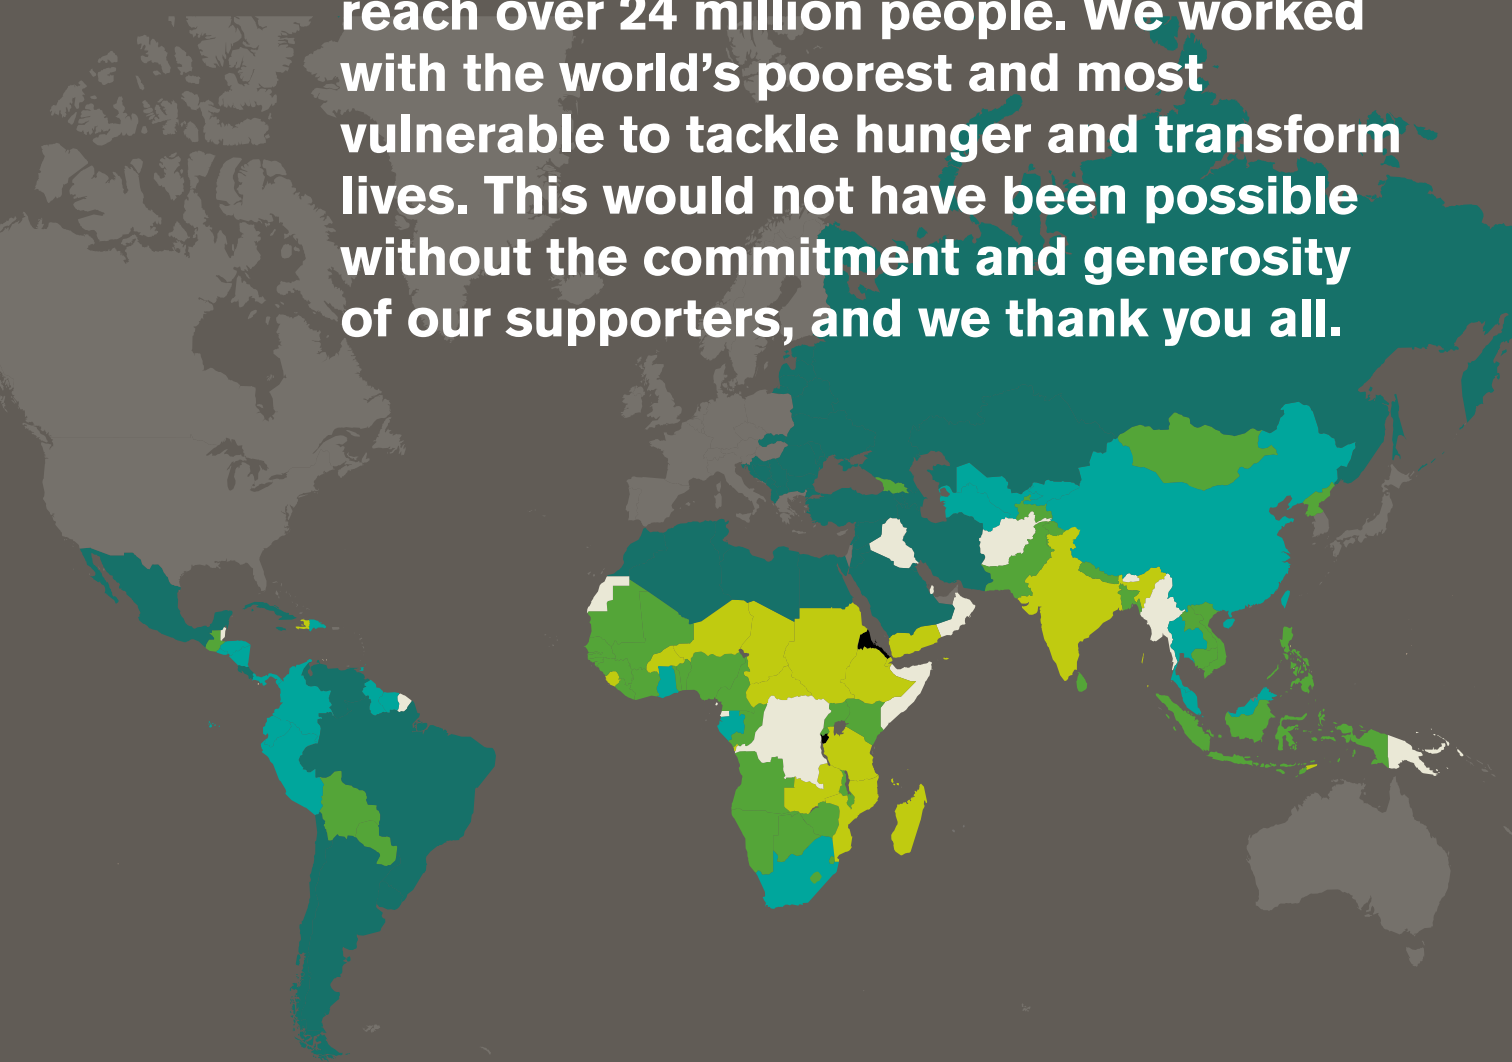 reach over 24 million people. We worked
with the world’s poorest and most
vulnerable to tackle hunger and transform
lives. This would not have been possible
without the commitment and generosity
of our supporters, and we thank you all.